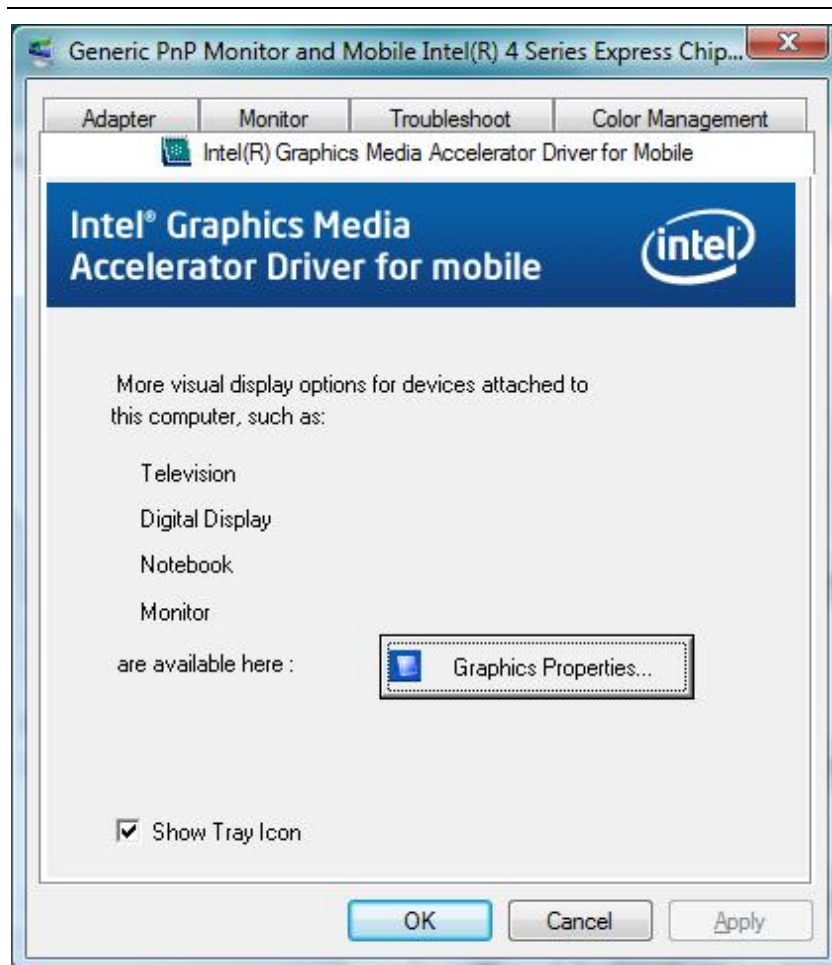 Generic PnP Monitor and Mobile Intel(R) 4 Series Express Chip...
Adapter
Monitor
Troubleshoot
Color Management
Intel(R) Graphics Media Accelerator Driver for Mobile
Intel® Graphics Media
Accelerator Driver for mobile
intel
More visual display options for devices attached to
this computer, such as:
Television
Digital Display
Notebook
Monitor
are available here :
Graphics Properties...
Show Tray Icon
OK
Cancel
Apply